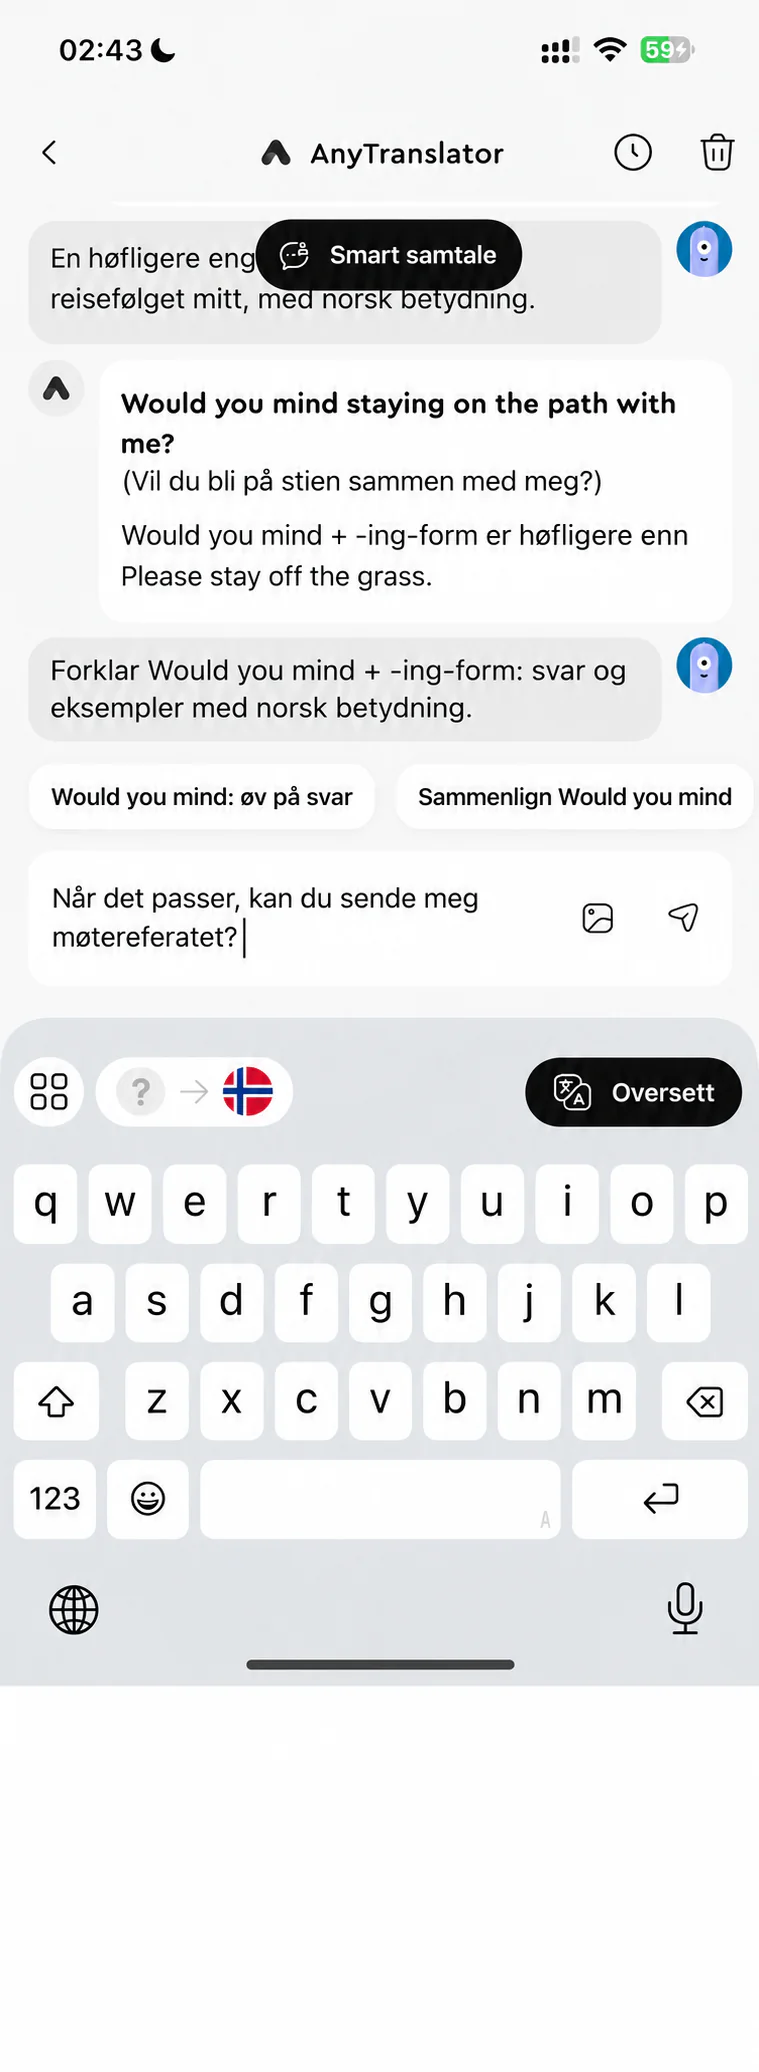 02:43
59
AnyTranslator
En høfligere eng
Smart samtale
reisefølget mitt, med norsk betydning.
Would you mind staying on the path with
me?
(Vil du bli på stien sammen med meg?)
Would you mind + -ing-form er høfligere enn
Please stay off the grass.
Forklar Would you mind + -ing-form: svar og
eksempler med norsk betydning.
Would you mind: øv på svar
Sammenlign Would you mind
Når det passer, kan du sende meg
møtereferatet?
? →
Oversett
q w e r t y u i o p
a s d f g h j k l
z x c v b n m
123
A